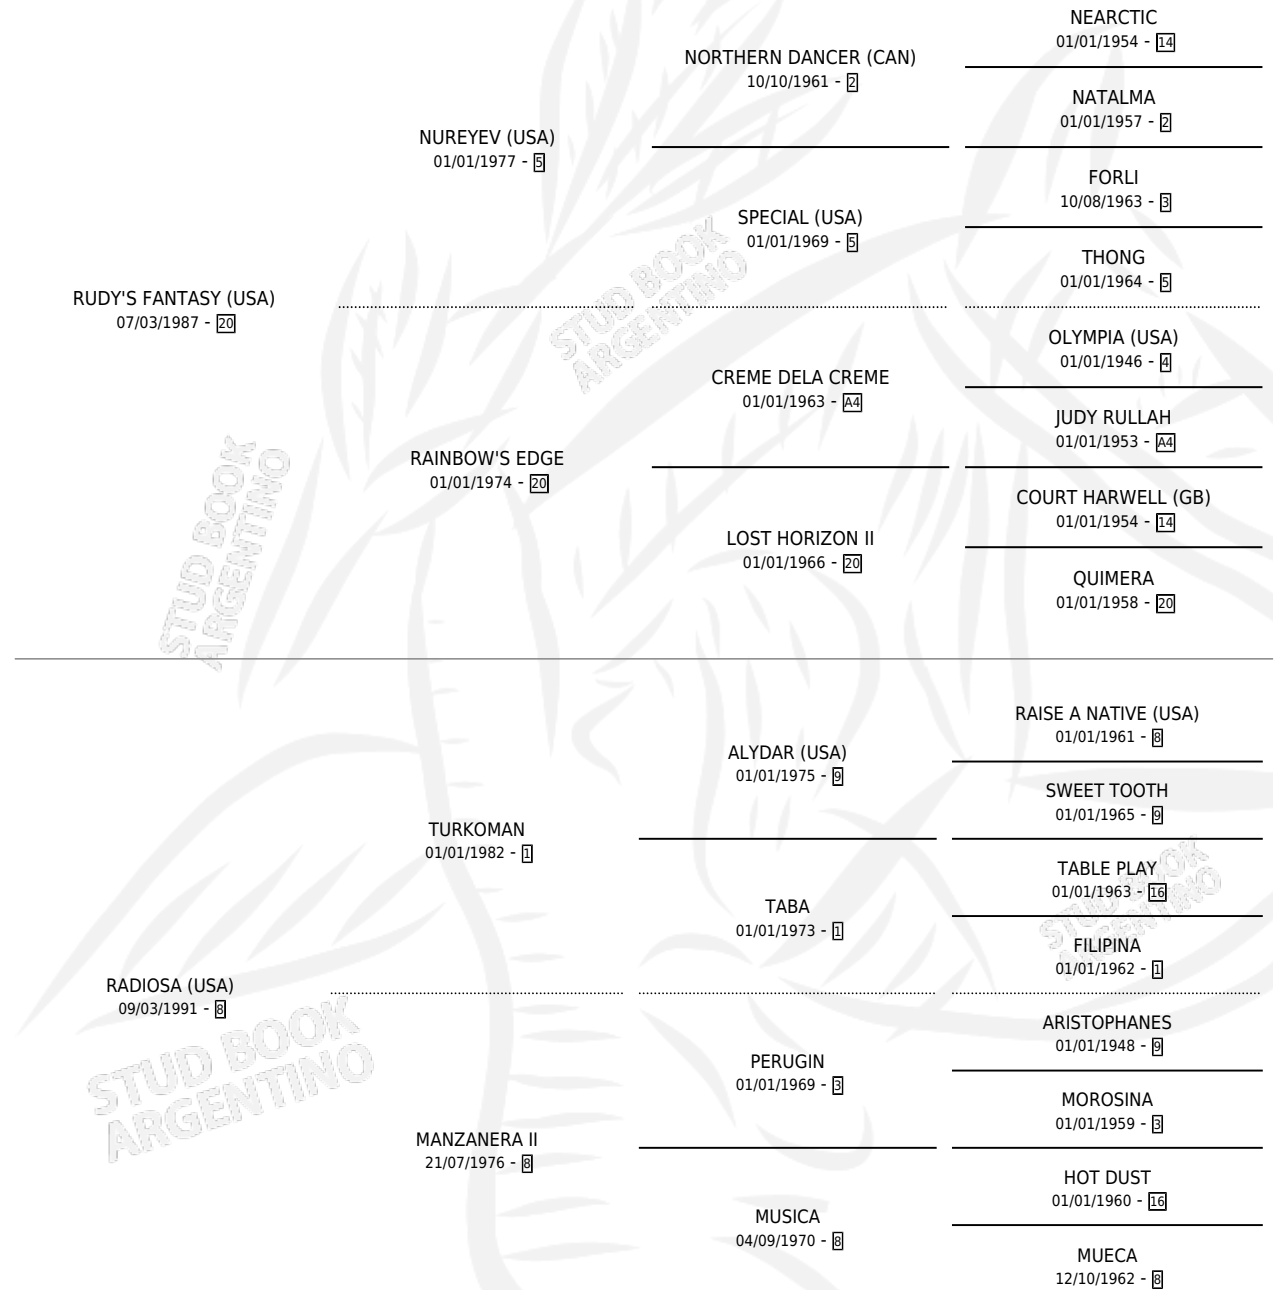 NEARCTIC
01/01/1954 - 14
NORTHERN DANCER (CAN)
10/10/1961 - 2
NATALMA
01/01/1957 - 2
NUREYEV (USA)
01/01/1977 - 5
FORLI
10/08/1963 - 3
SPECIAL (USA)
01/01/1969 - 5
THONG
01/01/1964 - 5
RUDY'S FANTASY (USA)
07/03/1987 - 20
STUD BOOK
ARGENTINO
OLYMPIA (USA)
01/01/1946 - 4
CREME DELA CREME
01/01/1963 - A4
JUDY RULLAH
01/01/1953 - A4
RAINBOW'S EDGE
01/01/1974 - 20
COURT HARWELL (GB)
01/01/1954 - 14
LOST HORIZON II
01/01/1966 - 20
QUIMERA
01/01/1958 - 20
STUD BOOK
ARGENTINO
RAISE A NATIVE (USA)
01/01/1961 - 8
ALYDAR (USA)
01/01/1975 - 9
SWEET TOOTH
01/01/1965 - 9
TURKOMAN
01/01/1982 - 1
TABLE PLAY
01/01/1963 - 16
TABA
01/01/1973 - 1
STUD BOOK
ARGENTINO
FILIPINA
01/01/1962 - 1
RADIOSA (USA)
09/03/1991 - 8
STUD BOOK
ARGENTINO
ARISTOPHANES
01/01/1948 - 9
PERUGIN
01/01/1969 - 3
MOROSINA
01/01/1959 - 3
MANZANERA II
21/07/1976 - 8
HOT DUST
01/01/1960 - 16
MUSICA
04/09/1970 - 8
MUECA
12/10/1962 - 8